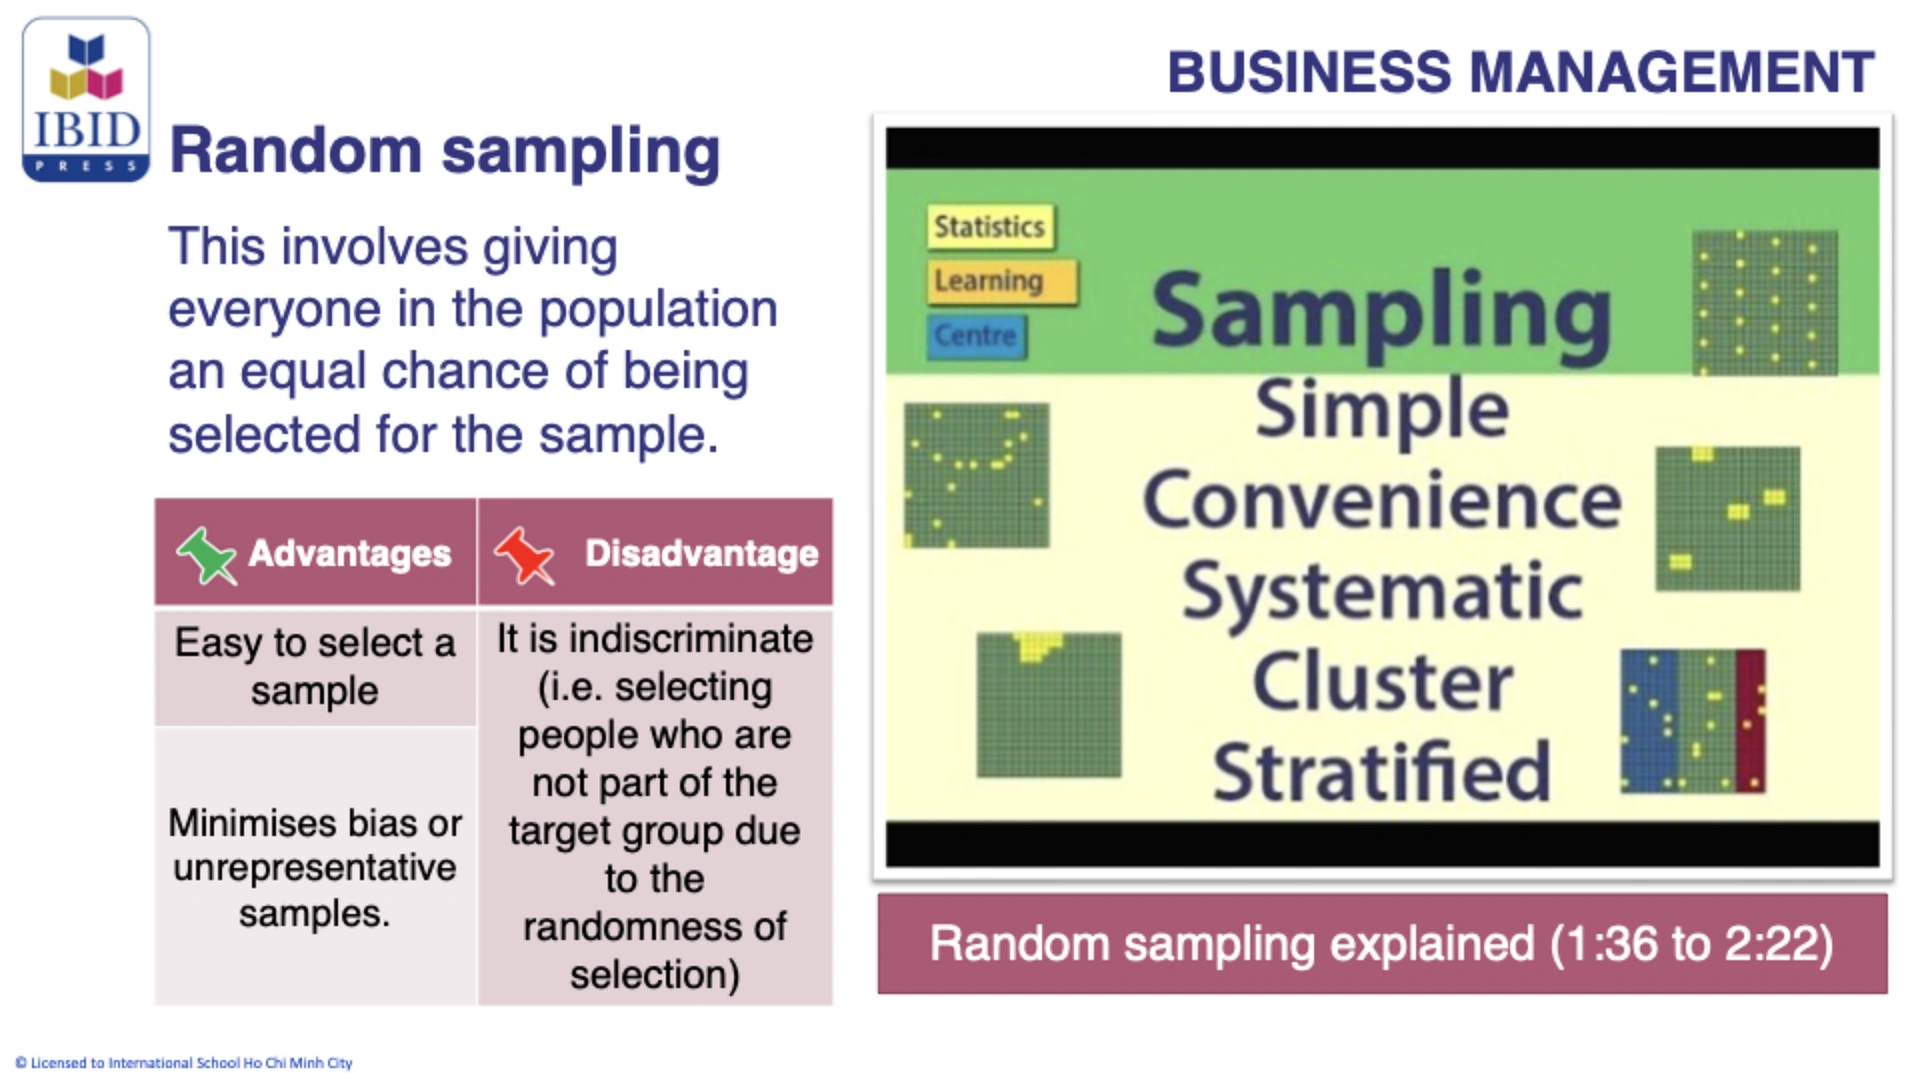 IBID
PRESS
BUSINESS MANAGEMENT
Random sampling
This involves giving
everyone in the population
an equal chance of being
selected for the sample.
Advantages
Disadvantage
Easy to select a
sample
Minimises bias or
unrepresentative
samples.
It is indiscriminate
(i.e. selecting
people who are
not part of the
target group due
to the
randomness of
selection)
Statistics
Learning
Centre
Sampling
Simple
Convenience
Systematic
Cluster
Stratified
Random sampling explained (1:36 to 2:22)
© Licensed to International School Ho Chi Minh City